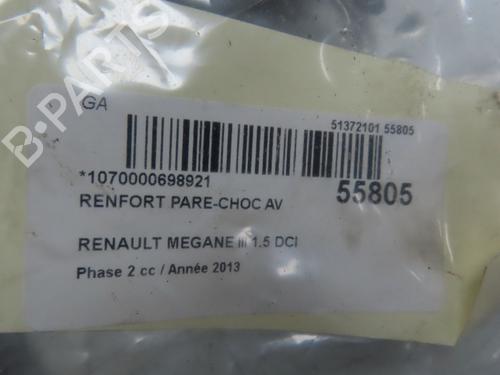 GA
51372101 55805
*1070000698921
55805
RENFORT PARE-CHOC AV
RENAULT MEGANE III 1.5 DCI
Phase 2 cc / Année 2013
B-PARTS